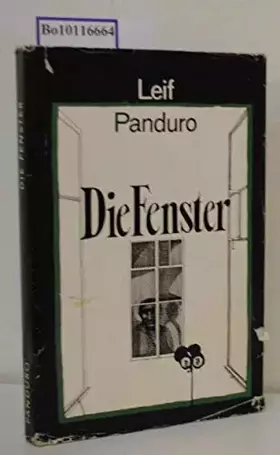 Bo10116664
Leif
Panduro
Die Fenster
DIE FENSTER
PANDURO